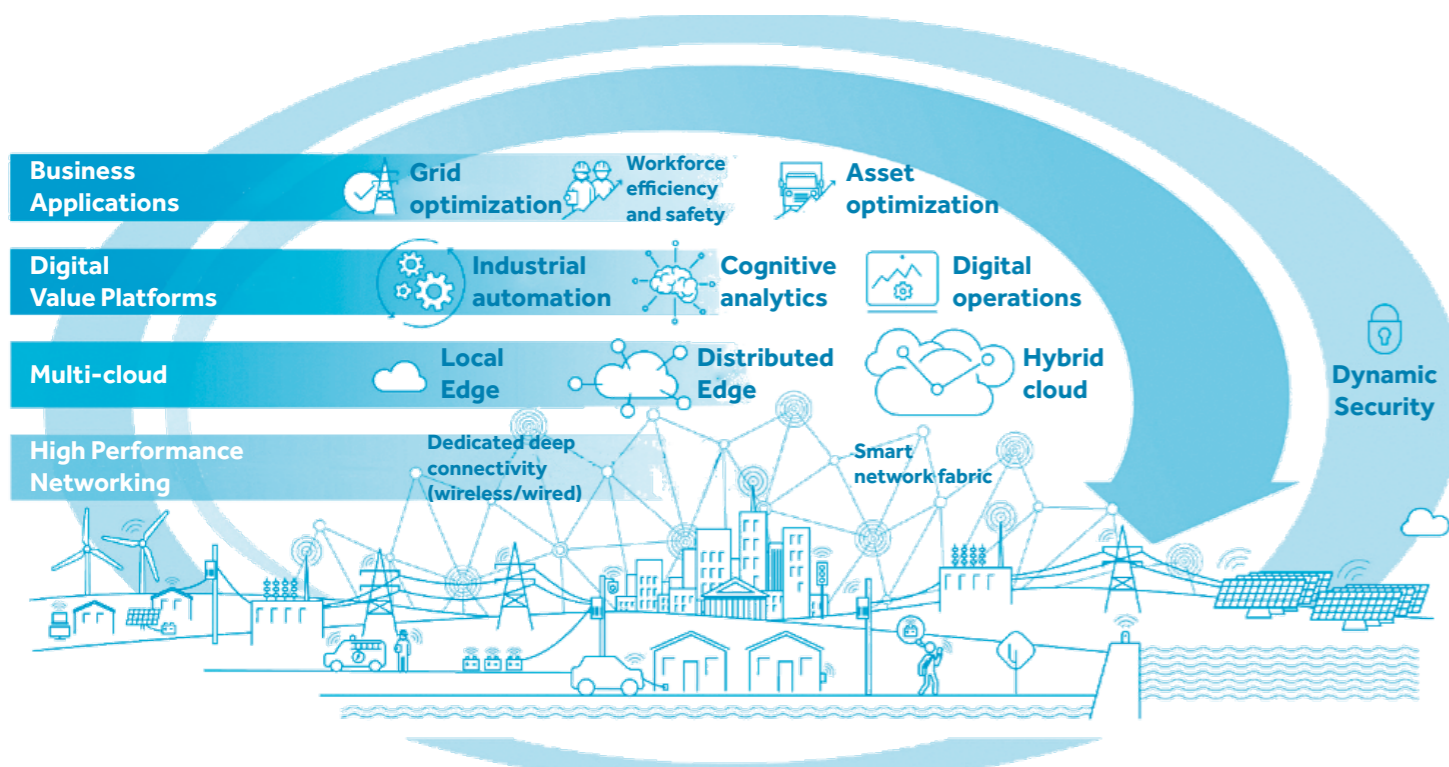 Business
Applications
Grid
optimization
Workforce
efficiency
and safety
Asset
optimization
Digital
Value Platforms
Industrial
automation
Cognitive
analytics
Digital
operations
Multi-cloud
Local
Edge
Distributed
Edge
Hybrid
cloud
Dynamic
Security
High Performance
Networking
Dedicated deep
connectivity
(wireless/wired)
Smart
network fabric